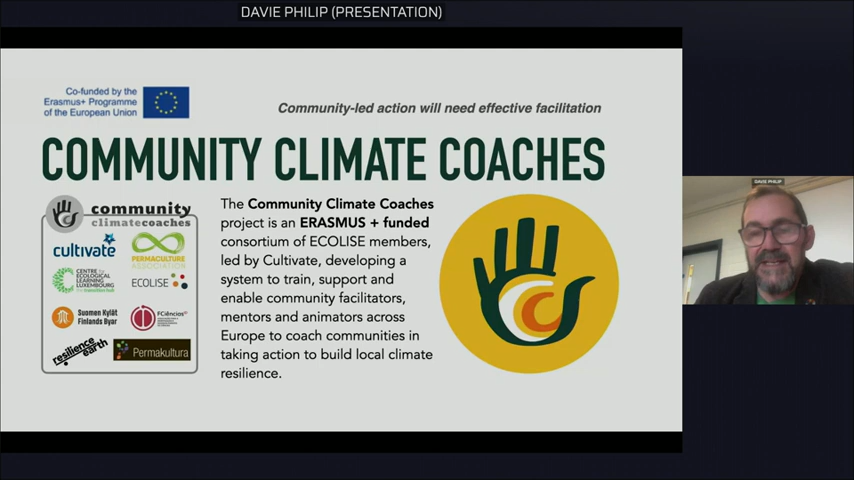 DAVIE PHILIP (PRESENTATION)
Co-funded by the
Erasmus+ Programme
of the European Union
Community-led action will need effective facilitation
COMMUNITY CLIMATE COACHES
community
climatecoaches
cultivate
PERMACULTURE
ASSOCIATION
CENTRE for
ECOLOGICAL
LEARNING
LUXEMBOURG
ECOLISE
Suomen Kylät
Finlands Byar
FCiências
resilience
earth
Permakultura
The Community Climate Coaches
project is an ERASMUS + funded
consortium of ECOLISE members,
led by Cultivate, developing a
system to train, support and
enable community facilitators,
mentors and animators across
Europe to coach communities in
taking action to build local climate
resilience.
DAVIE PHILIP